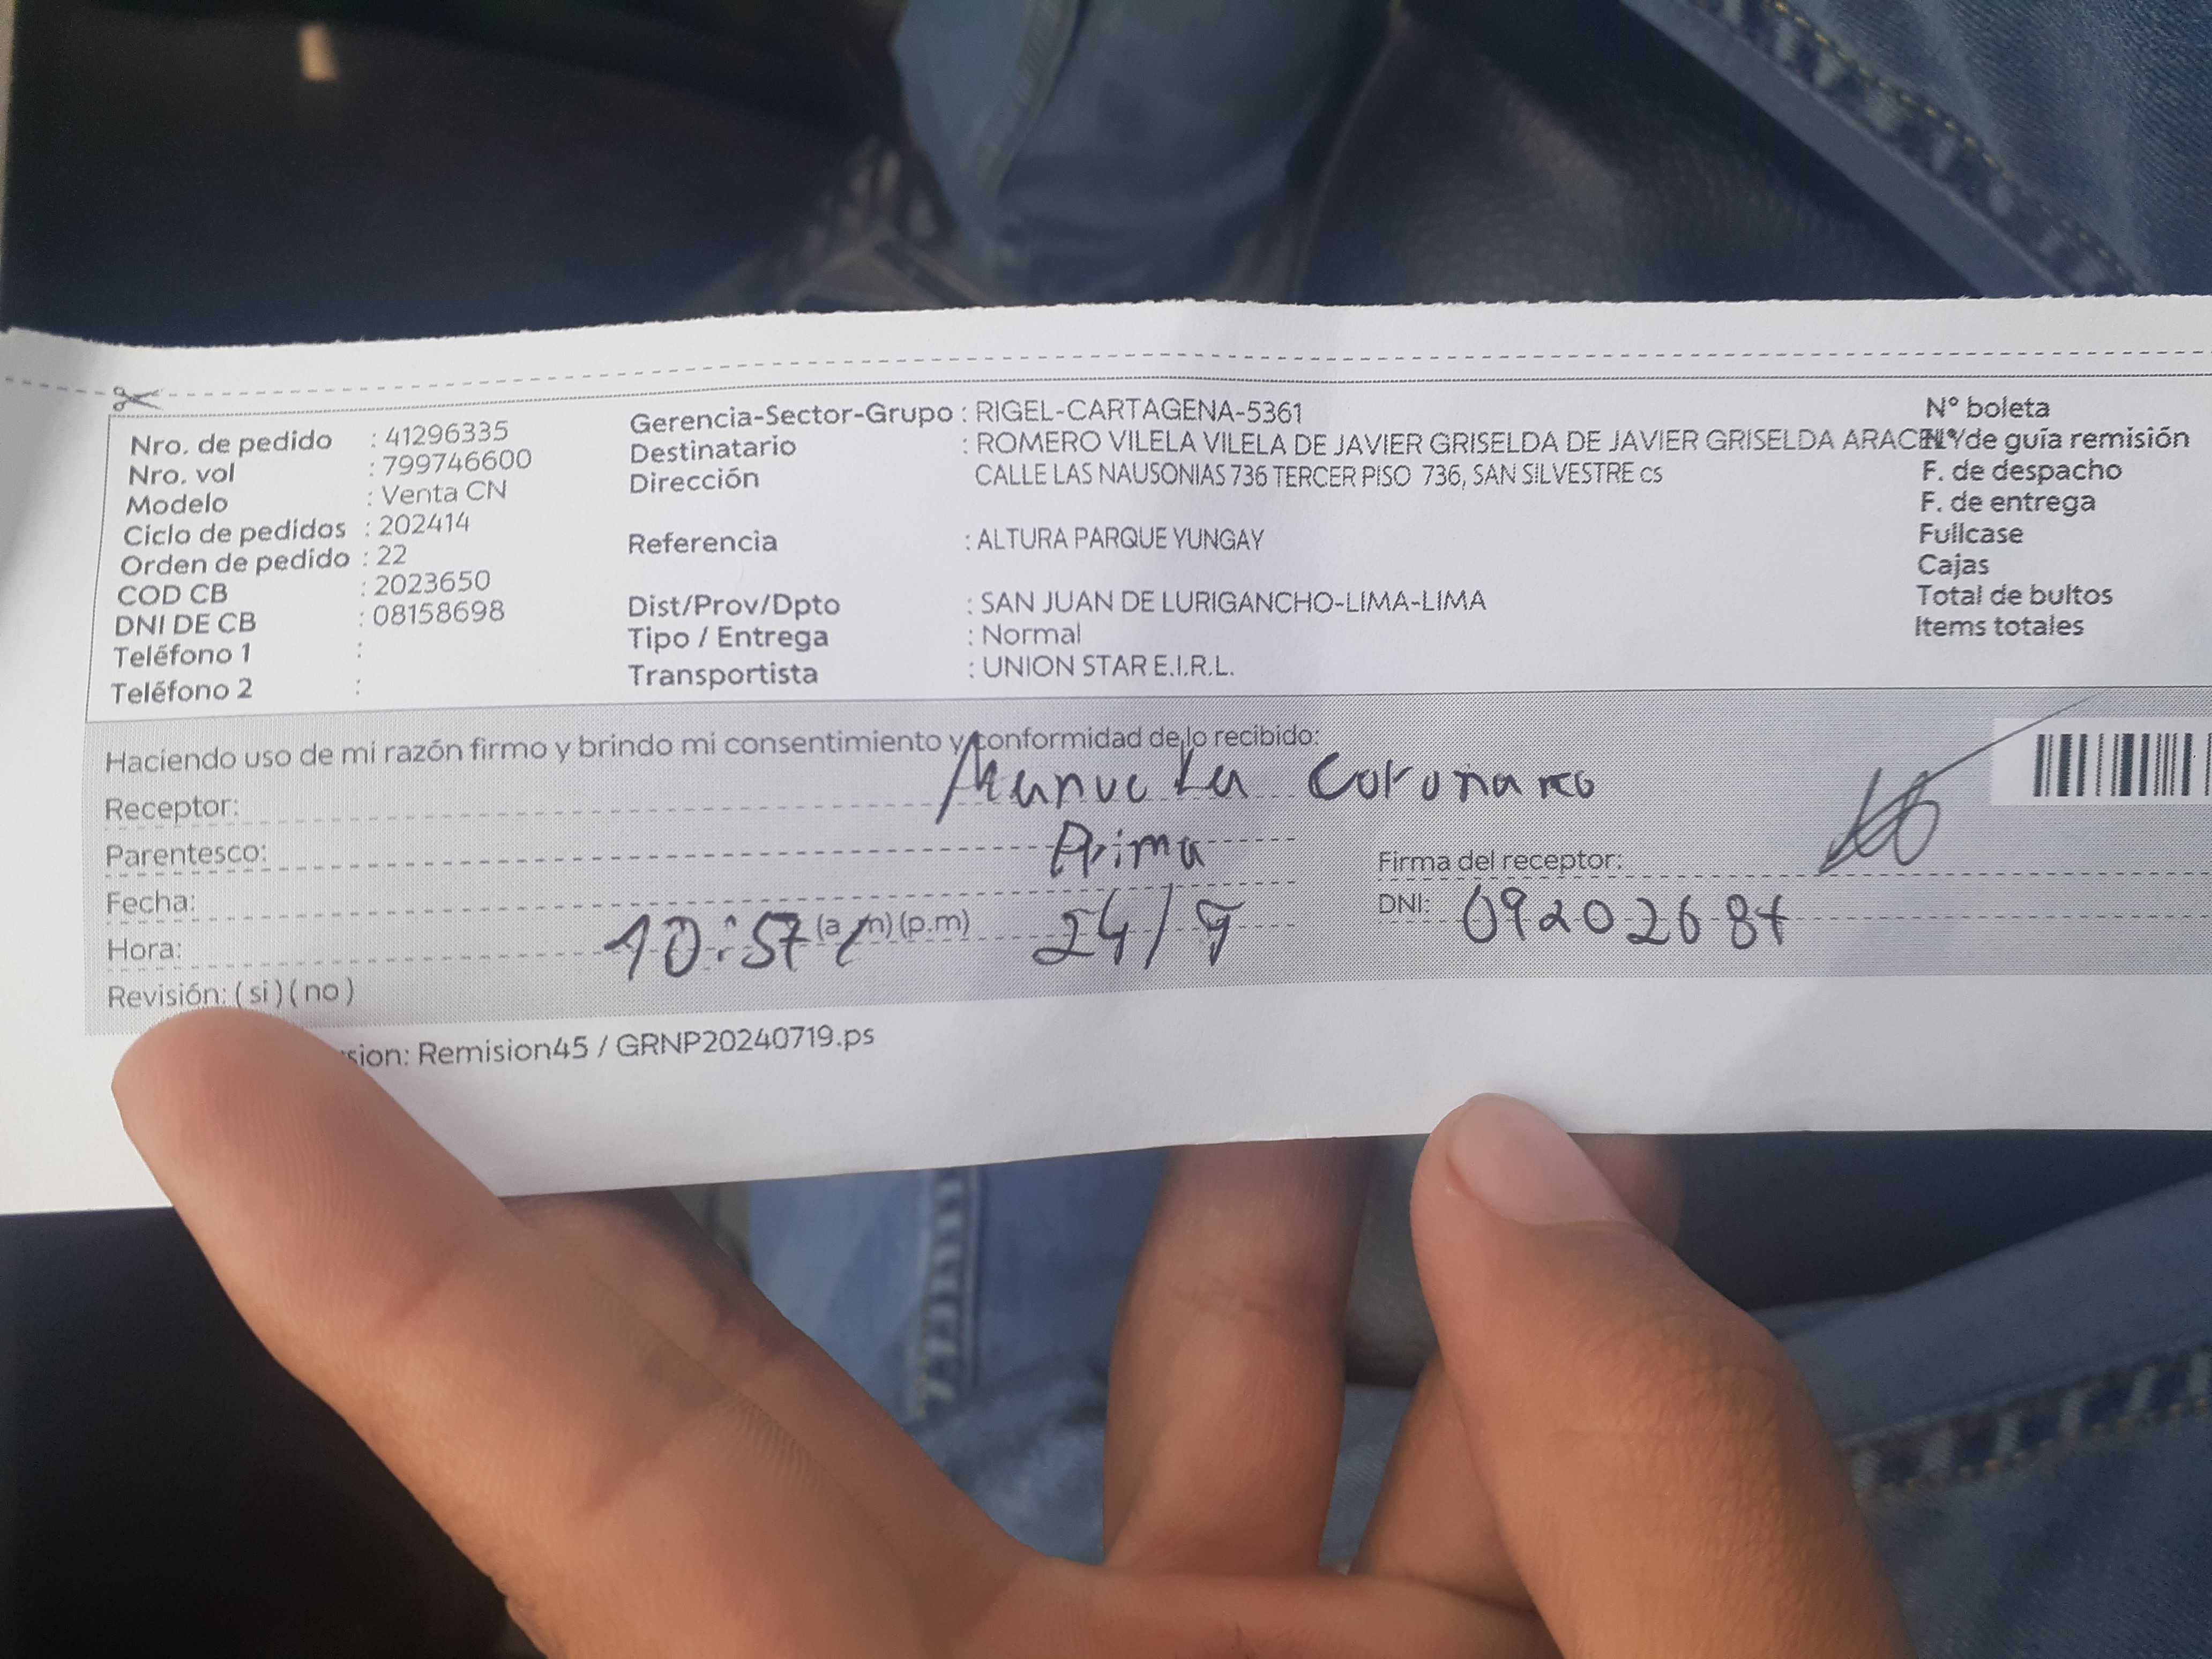 Nro. de pedido : 41296335
Nro. vol : 799746600
Modelo : Venta CN
Ciclo de pedidos : 202414
Orden de pedido : 22
COD CB : 2023650
DNI DE CB : 08158698
Teléfono 1 :
Teléfono 2 :
Gerencia-Sector-Grupo : RIGEL-CARTAGENA-5361
Destinatario : ROMERO VILELA VILELA DE JAVIER GRISELDA DE JAVIER GRISELDA ARACELY
Dirección CALLE LAS NAUSONIAS 736 TERCER PISO 736, SAN SILVESTRE cs
Referencia : ALTURA PARQUE YUNGAY
Dist/Prov/Dpto : SAN JUAN DE LURIGANCHO-LIMA-LIMA
Tipo / Entrega : Normal
Transportista : UNION STAR E.I.R.L.
N° boleta
N° de guía remisión
F. de despacho
F. de entrega
Fullcase
Cajas
Total de bultos
Items totales
Haciendo uso de mi razón firmo y brindo mi consentimiento y conformidad de lo recibido:
Receptor: Manuela
Parentesco: Prima
Fecha: 24/9
Hora: 10:57 (a.m) (p.m)
Revisión: ( si ) ( no )
Firma del receptor:
DNI: 09202687
sion: Remision45 / GRNP20240719.ps